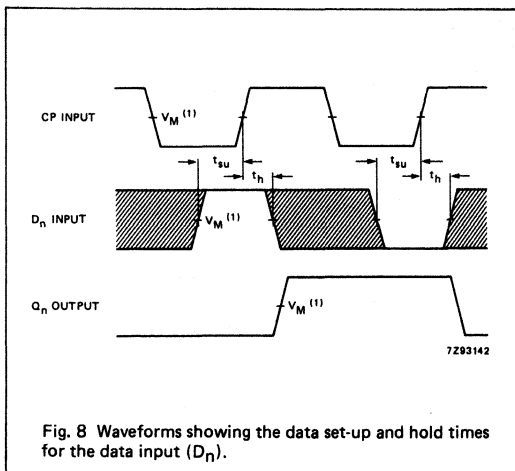 CP INPUT
V_M (1)
t_su
t_h
t_su
t_h
D_n INPUT
V_M (1)
Q_n OUTPUT
V_M (1)
7Z93142
Fig. 8 Waveforms showing the data set-up and hold times
for the data input (D_n).